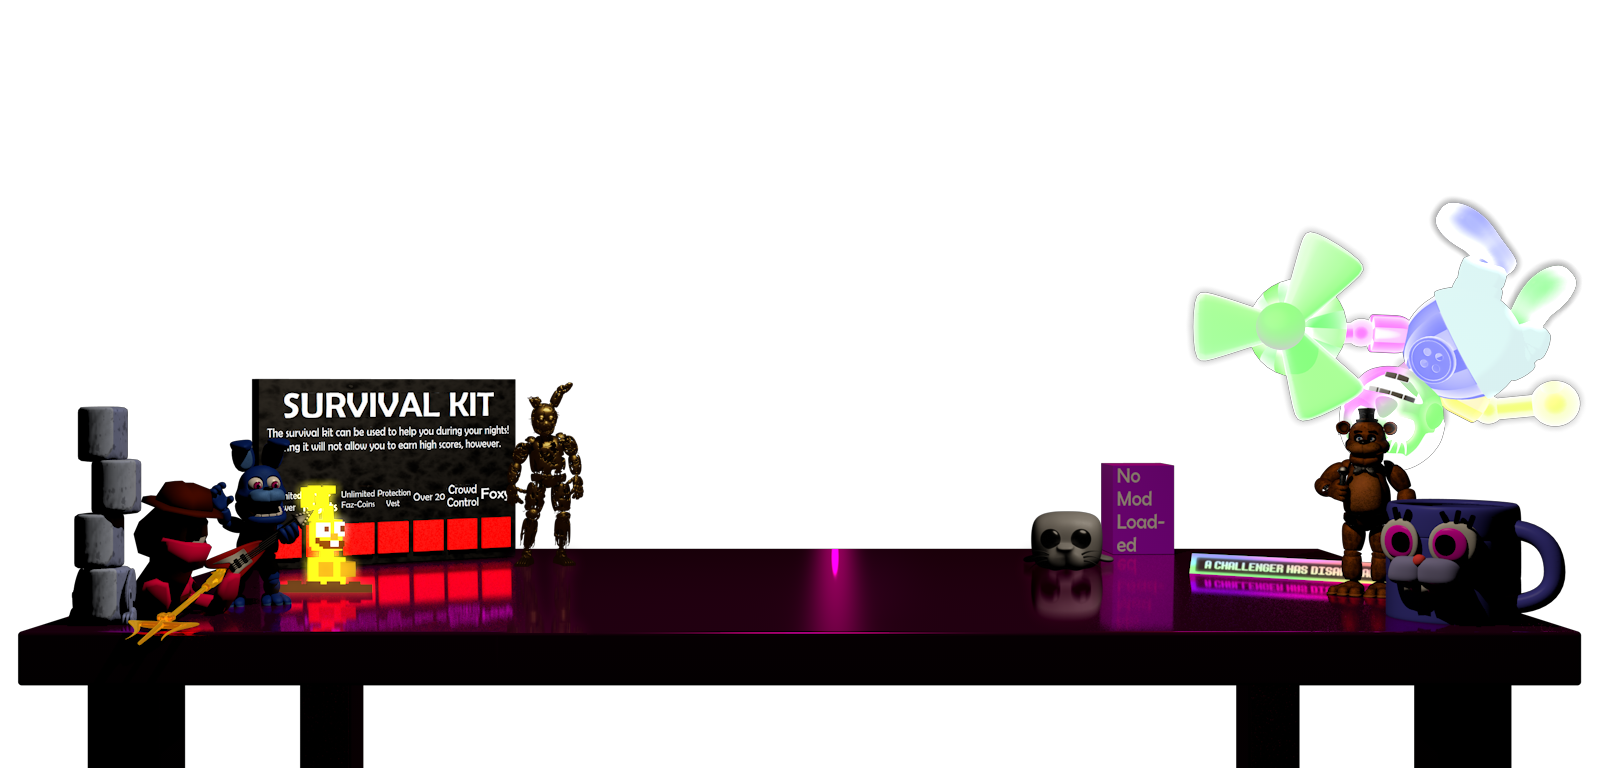 SURVIVAL KIT
The survival kit can be used to help you during your nights!
it will not allow you to earn high scores, however.
Unlimited Faz-Coins
Protection Vest
Over 20
Crowd Control
Foxy
No
Mod
Load-
ed
A CHALLENGER HAS